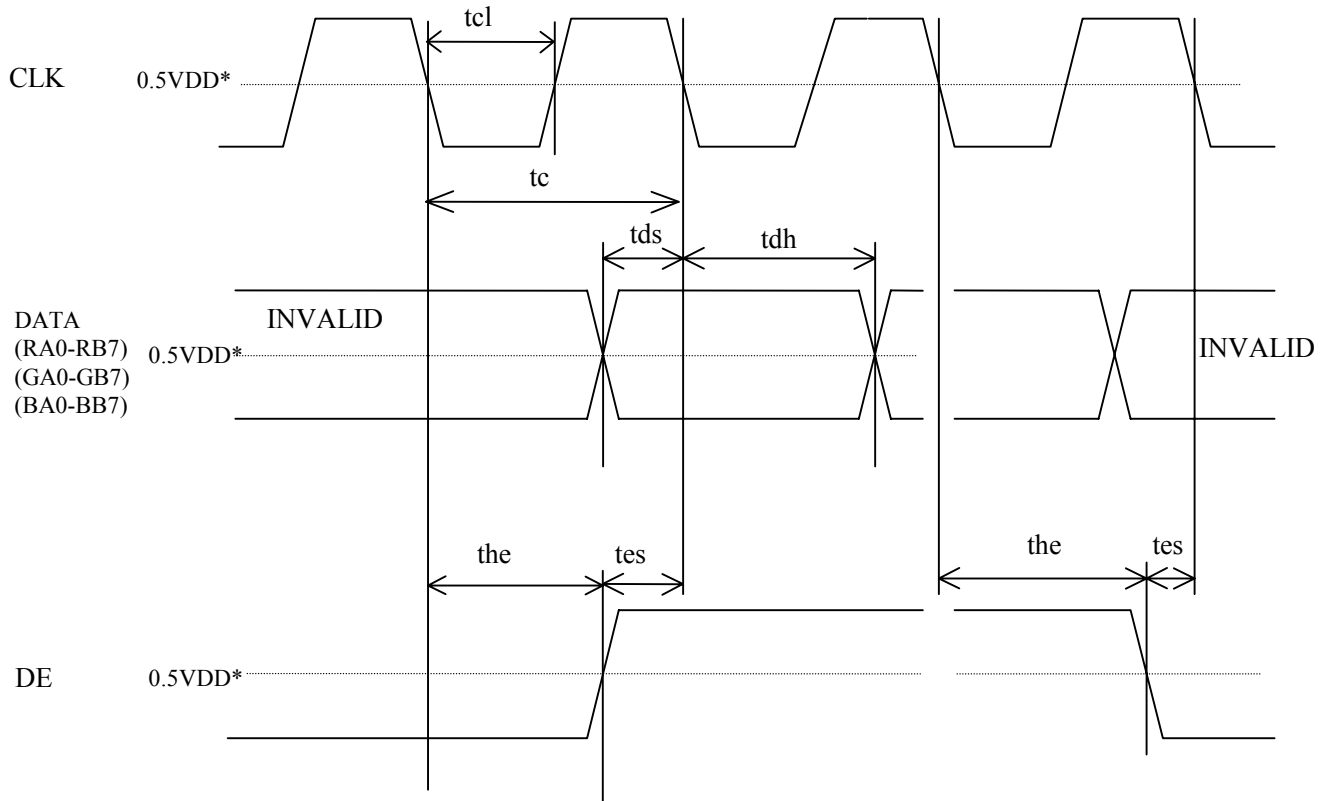 tcl
CLK
0.5VDD*
tc
tds
tdh
DATA
(RA0-RB7)
(GA0-GB7)
(BA0-BB7)
INVALID
0.5VDD*
INVALID
the
tes
the
tes
DE
0.5VDD*